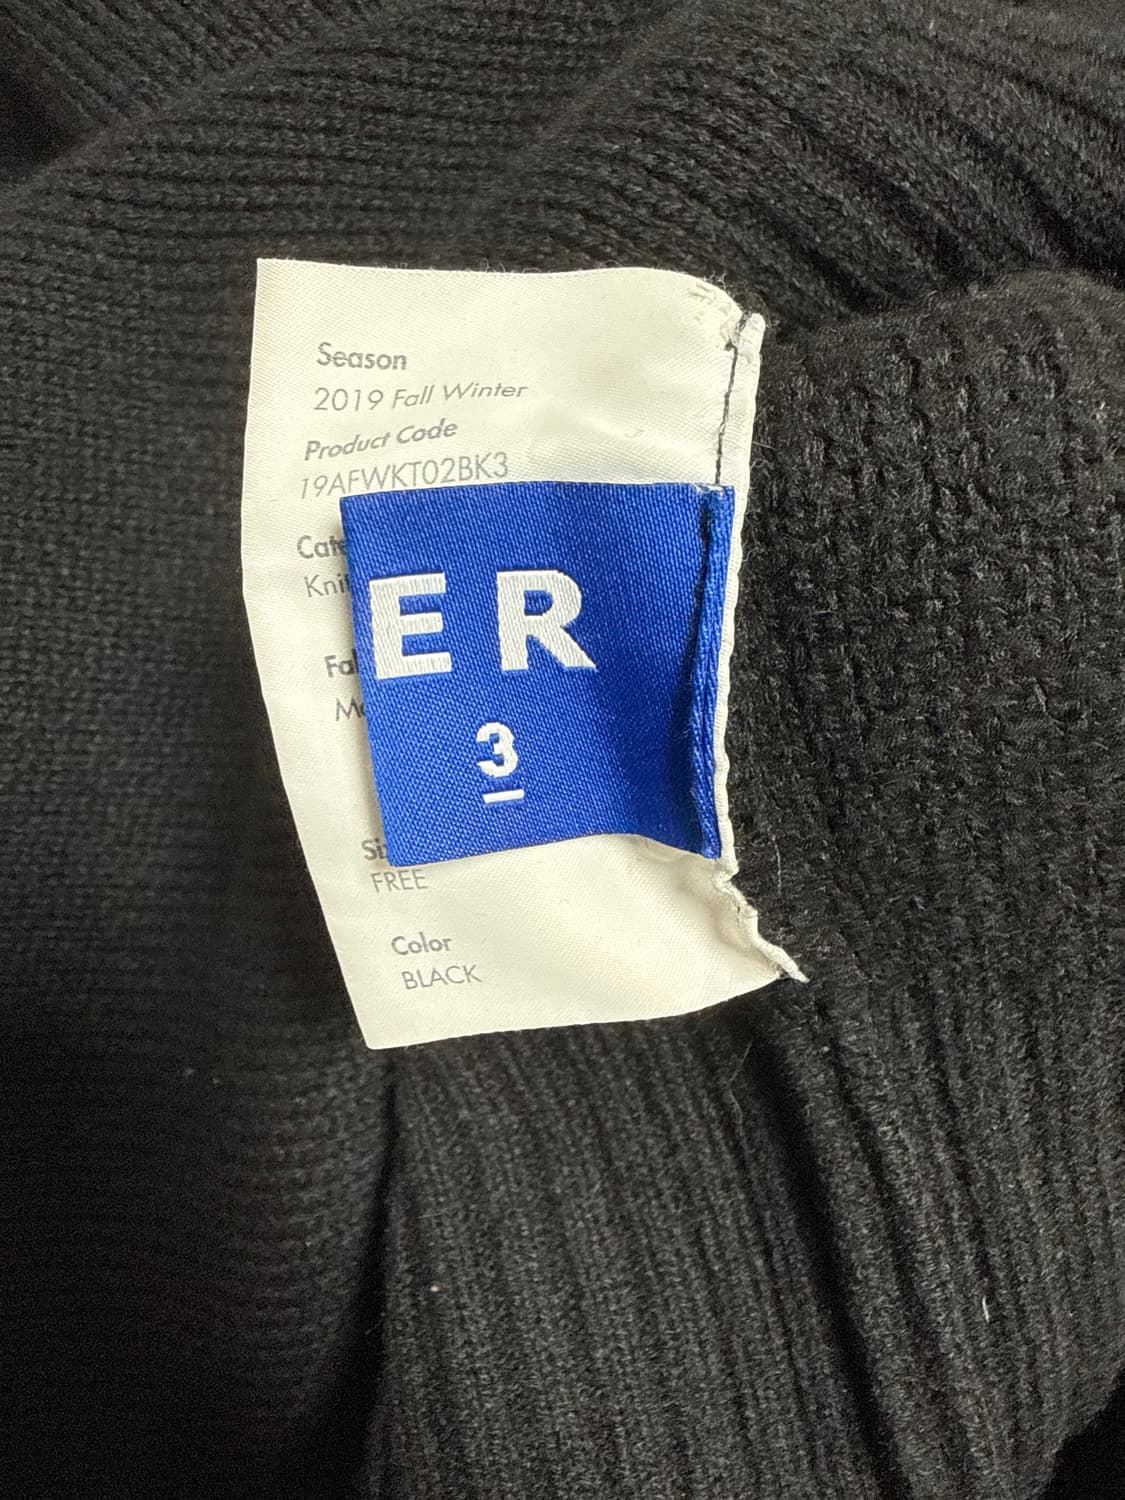 Season
2019 Fall Winter
Product Code
19AFWKT02BK3
ER
3
FREE
Color
BLACK